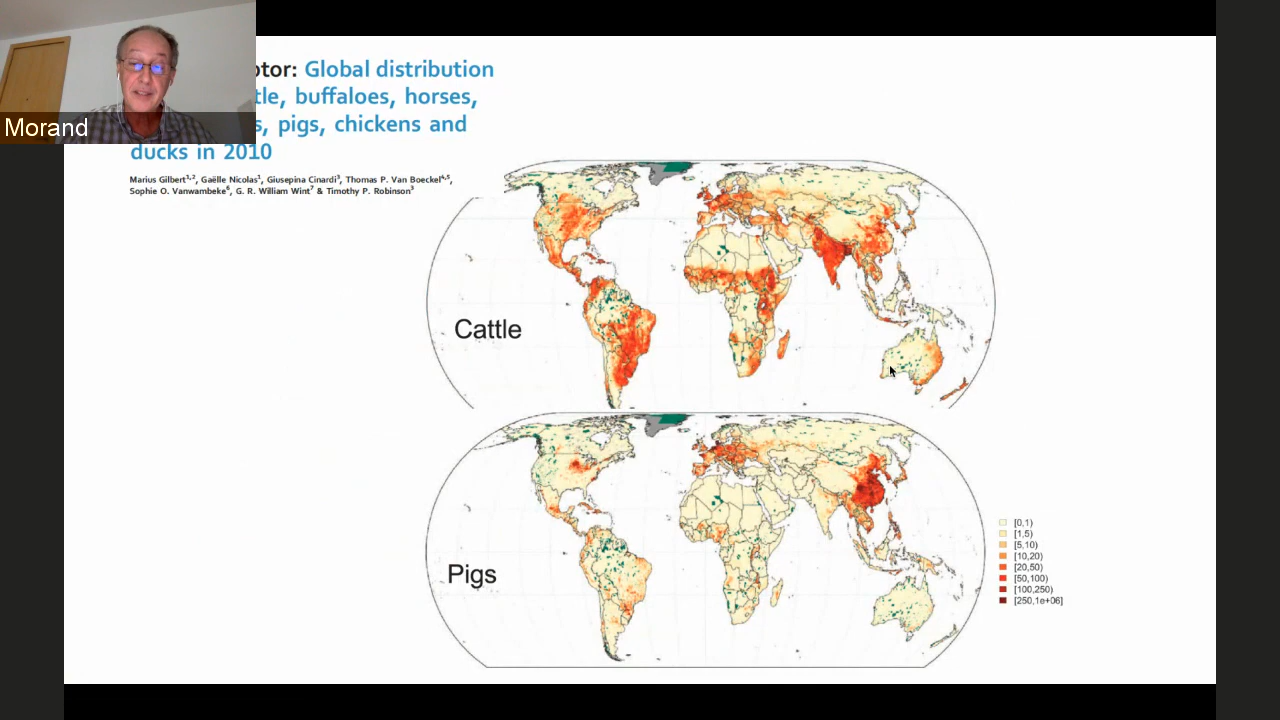 otor: Global distribution
tle, buffaloes, horses,
s, pigs, chickens and
ducks in 2010
Morand
Marius Gilbert1,2, Gaëlle Nicolas1, Giusepina Cinardi3, Thomas P. Van Boeckel4,5,
Sophie O. Vanwambeke6, G. R. William Wint7 & Timothy P. Robinson3
Cattle
Pigs
[0,1)
[1,5)
[5,10)
[10,20)
[20,50)
[50,100)
[100,250)
[250,1e+06]